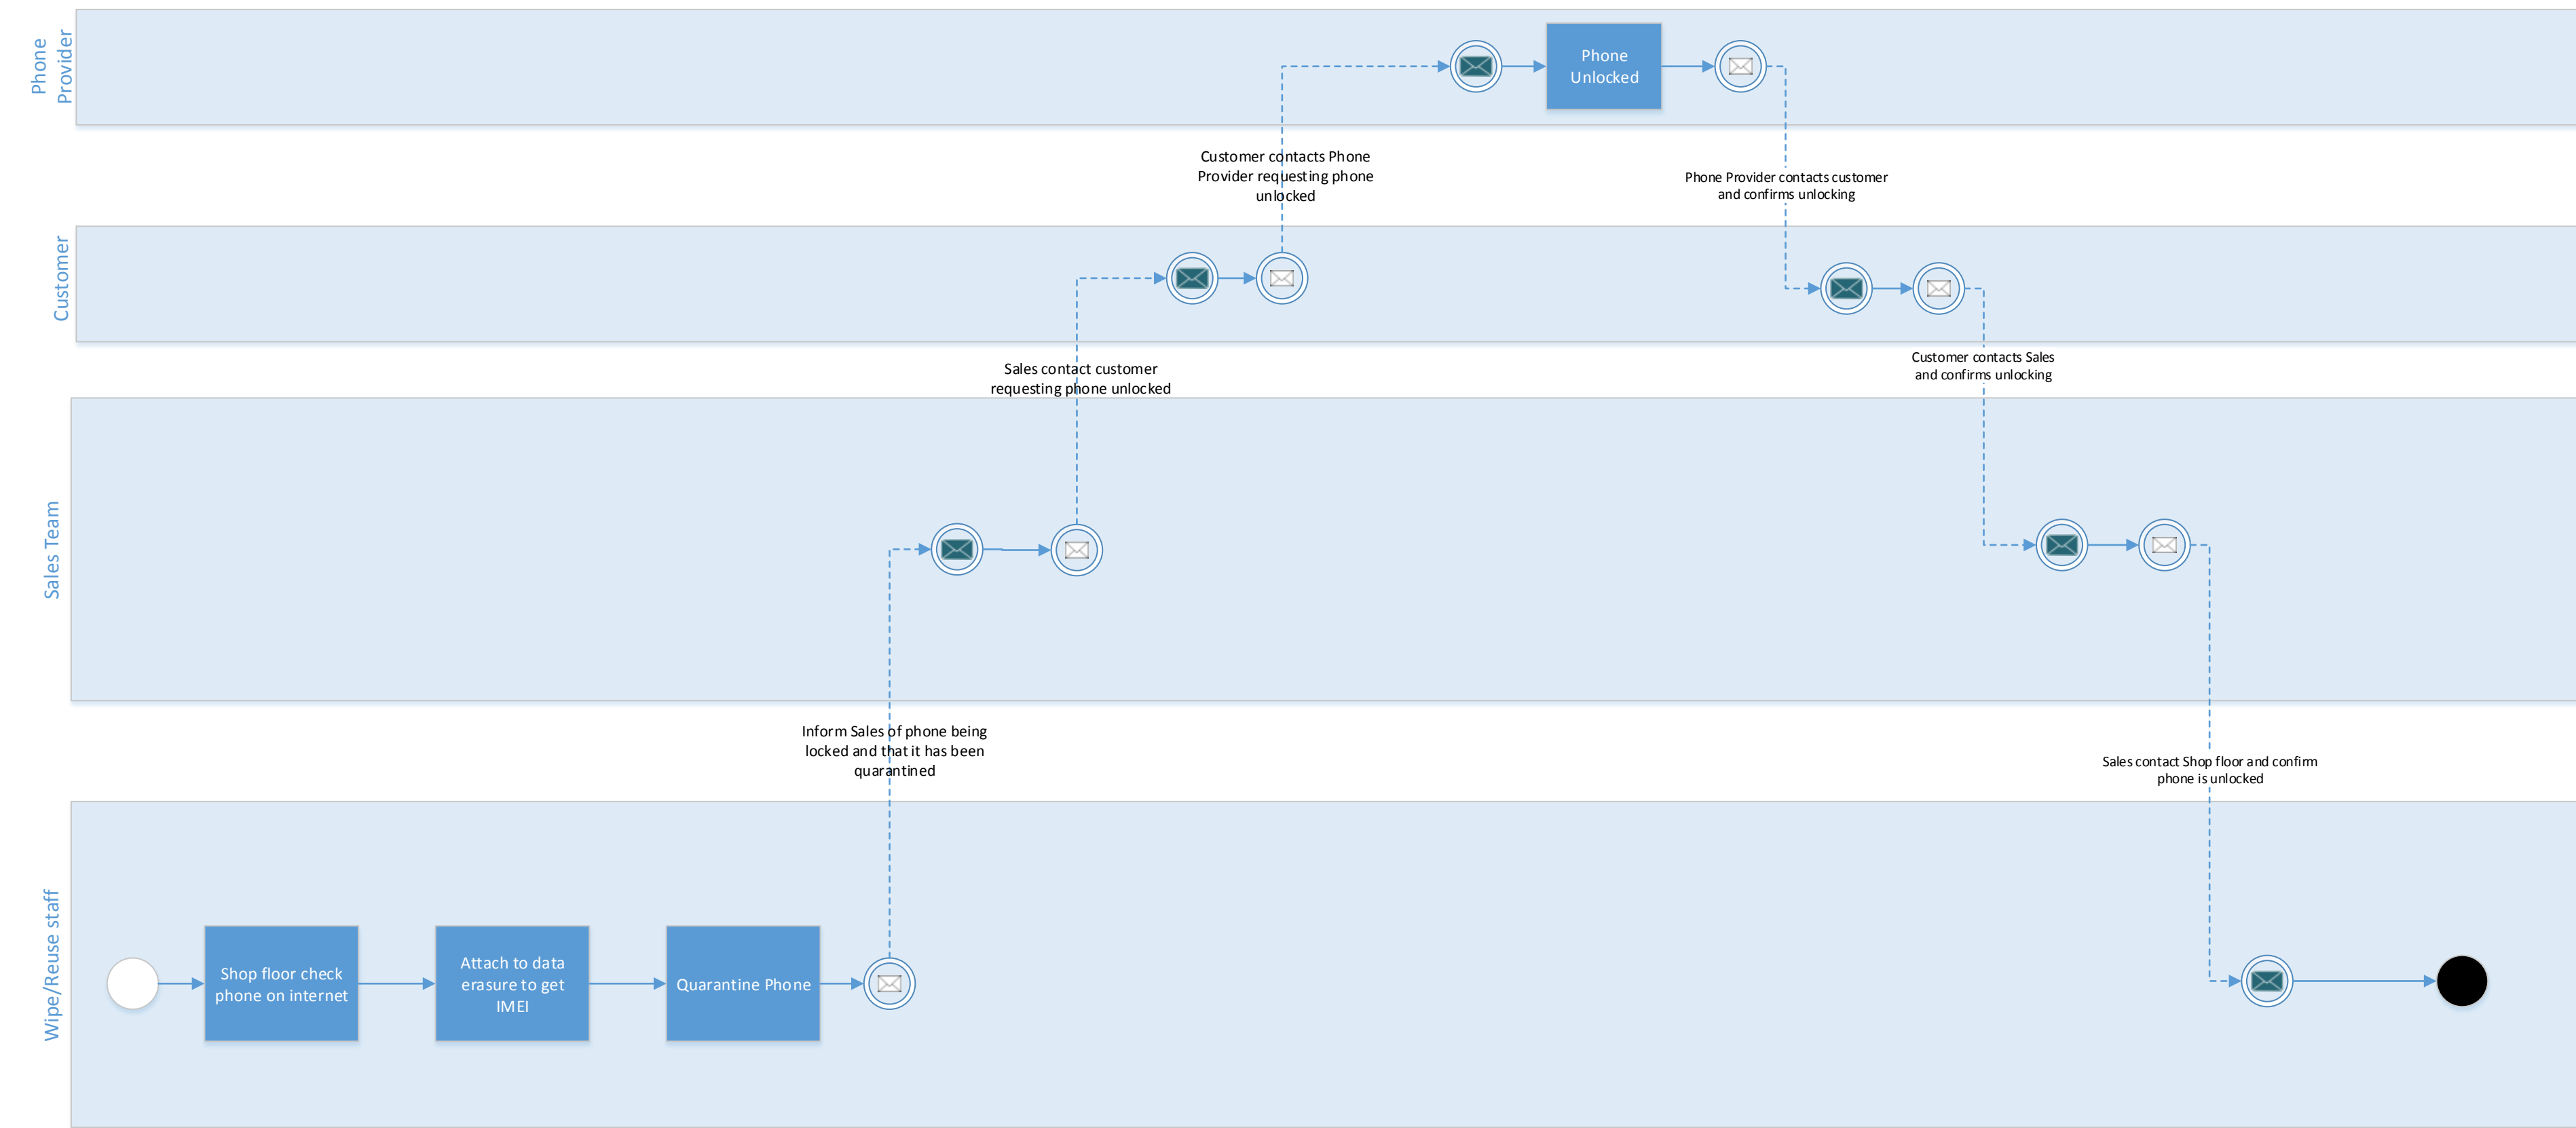 Phone
Provider
Phone
Unlocked
Customer contacts Phone
Provider requesting phone
unlocked
Phone Provider contacts customer
and confirms unlocking
Customer
Sales contact customer
requesting phone unlocked
Customer contacts Sales
and confirms unlocking
Sales Team
Inform Sales of phone being
locked and that it has been
quarantined
Sales contact Shop floor and confirm
phone is unlocked
Wipe/Reuse staff
Shop floor check
phone on internet
Attach to data
erasure to get
IMEI
Quarantine Phone